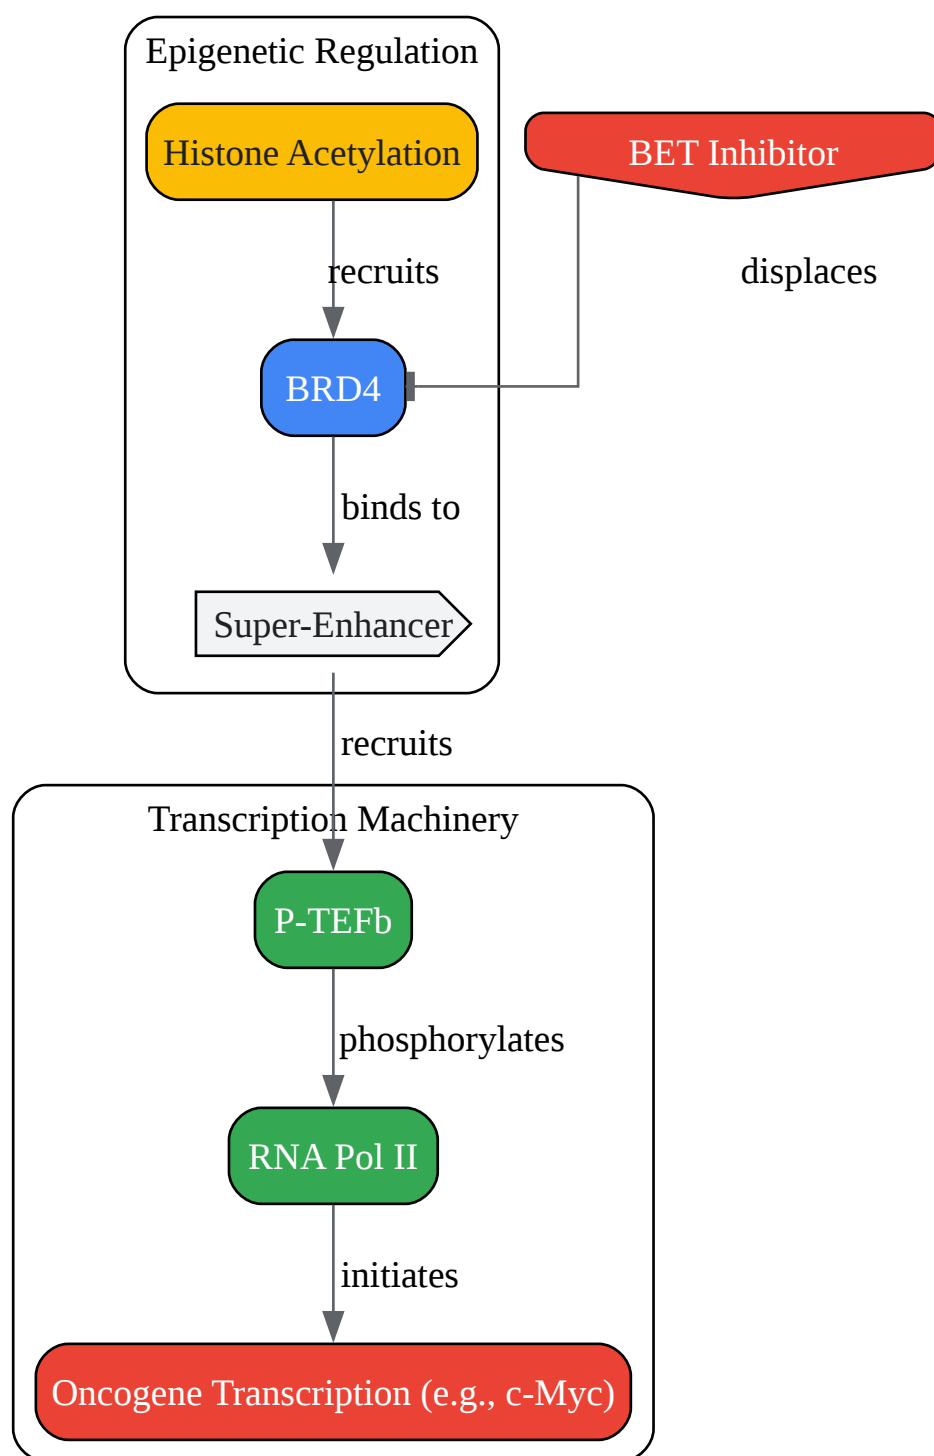 Epigenetic Regulation
Histone Acetylation
BET Inhibitor
recruits
displaces
BRD4
binds to
Super-Enhancer
recruits
Transcription Machinery
P-TEFb
phosphorylates
RNA Pol II
initiates
Oncogene Transcription (e.g., c-Myc)